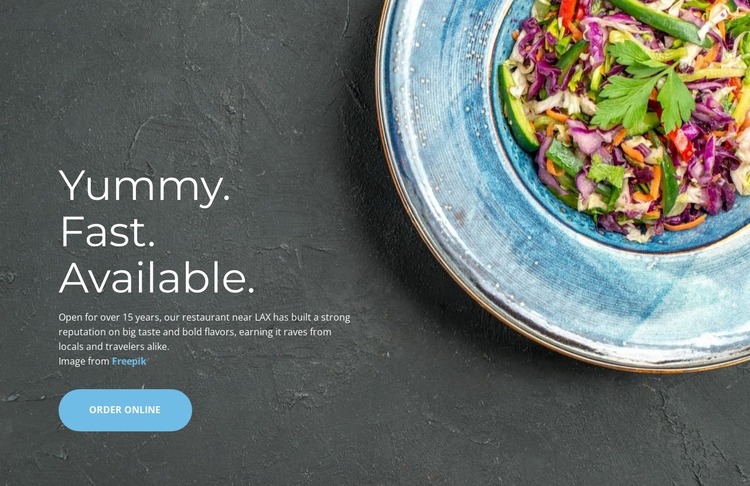 Yummy.
Fast.
Available.
Open for over 15 years, our restaurant near LAX has built a strong
reputation on big taste and bold flavors, earning it raves from
locals and travelers alike.
Image from Freepik
ORDER ONLINE